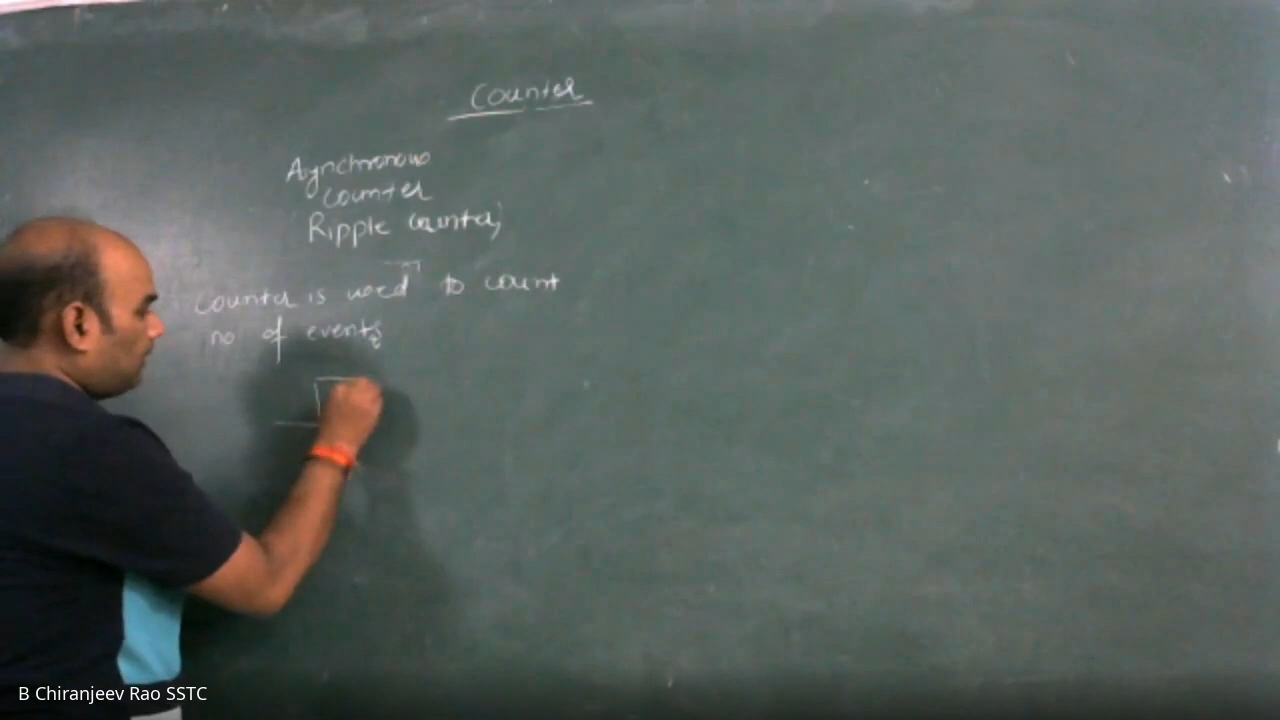 Counter
Asynchronous
counter
Ripple counter)
counter is used to count
no of events
B Chiranjeev Rao SSTC